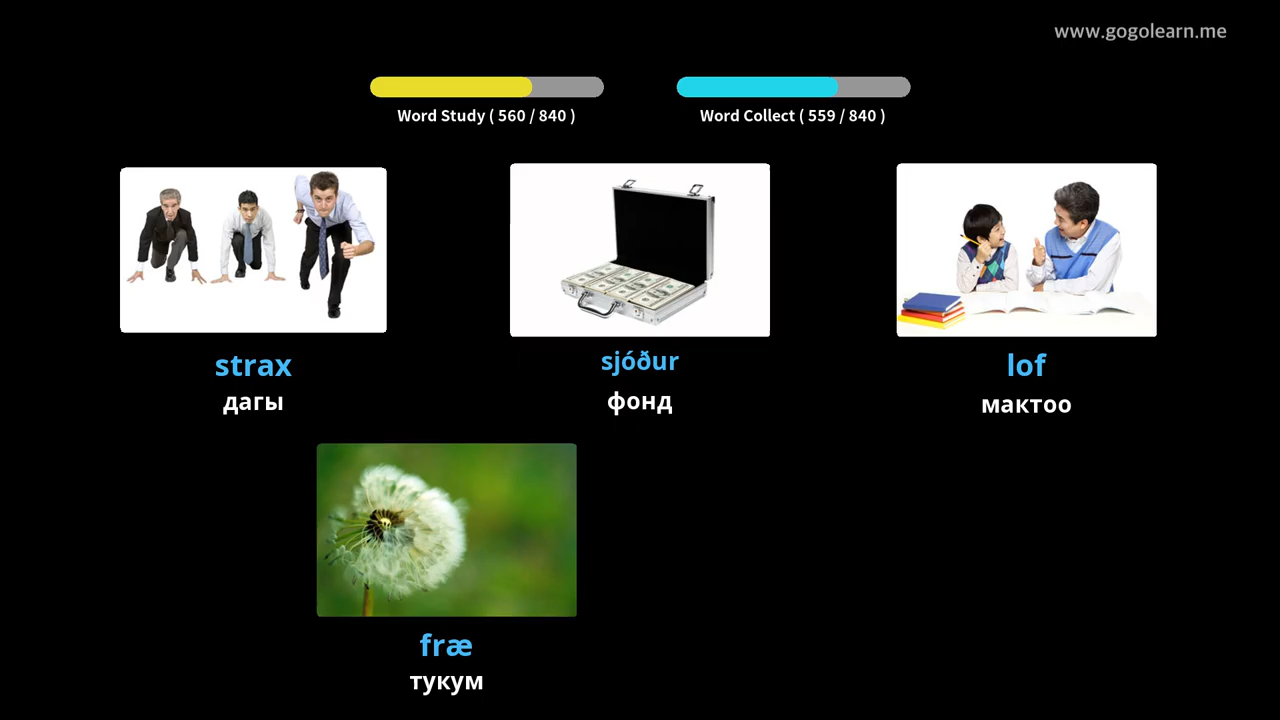 www.gogolearn.me
Word Study ( 560 / 840 )
Word Collect ( 559 / 840 )
strax
дагы
sjóður
фонд
lof
мактоо
fræ
тукум